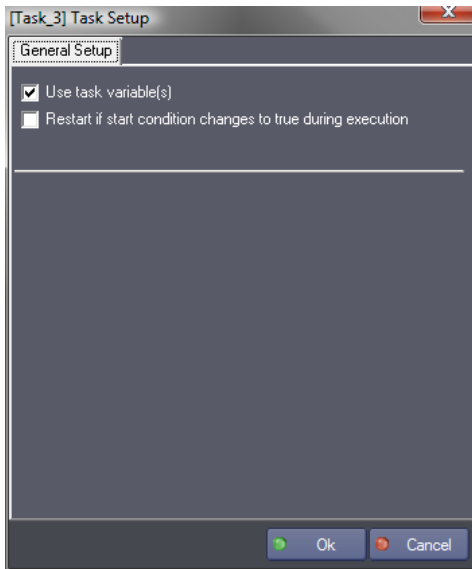 [Task_3] Task Setup
General Setup
Use task variable(s)
Restart if start condition changes to true during execution
Ok Cancel